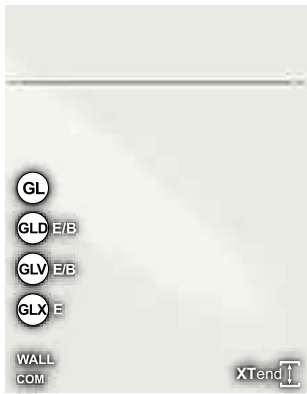 GL
GLD E/B
GLV E/B
GLX E
WALL
COM XTend